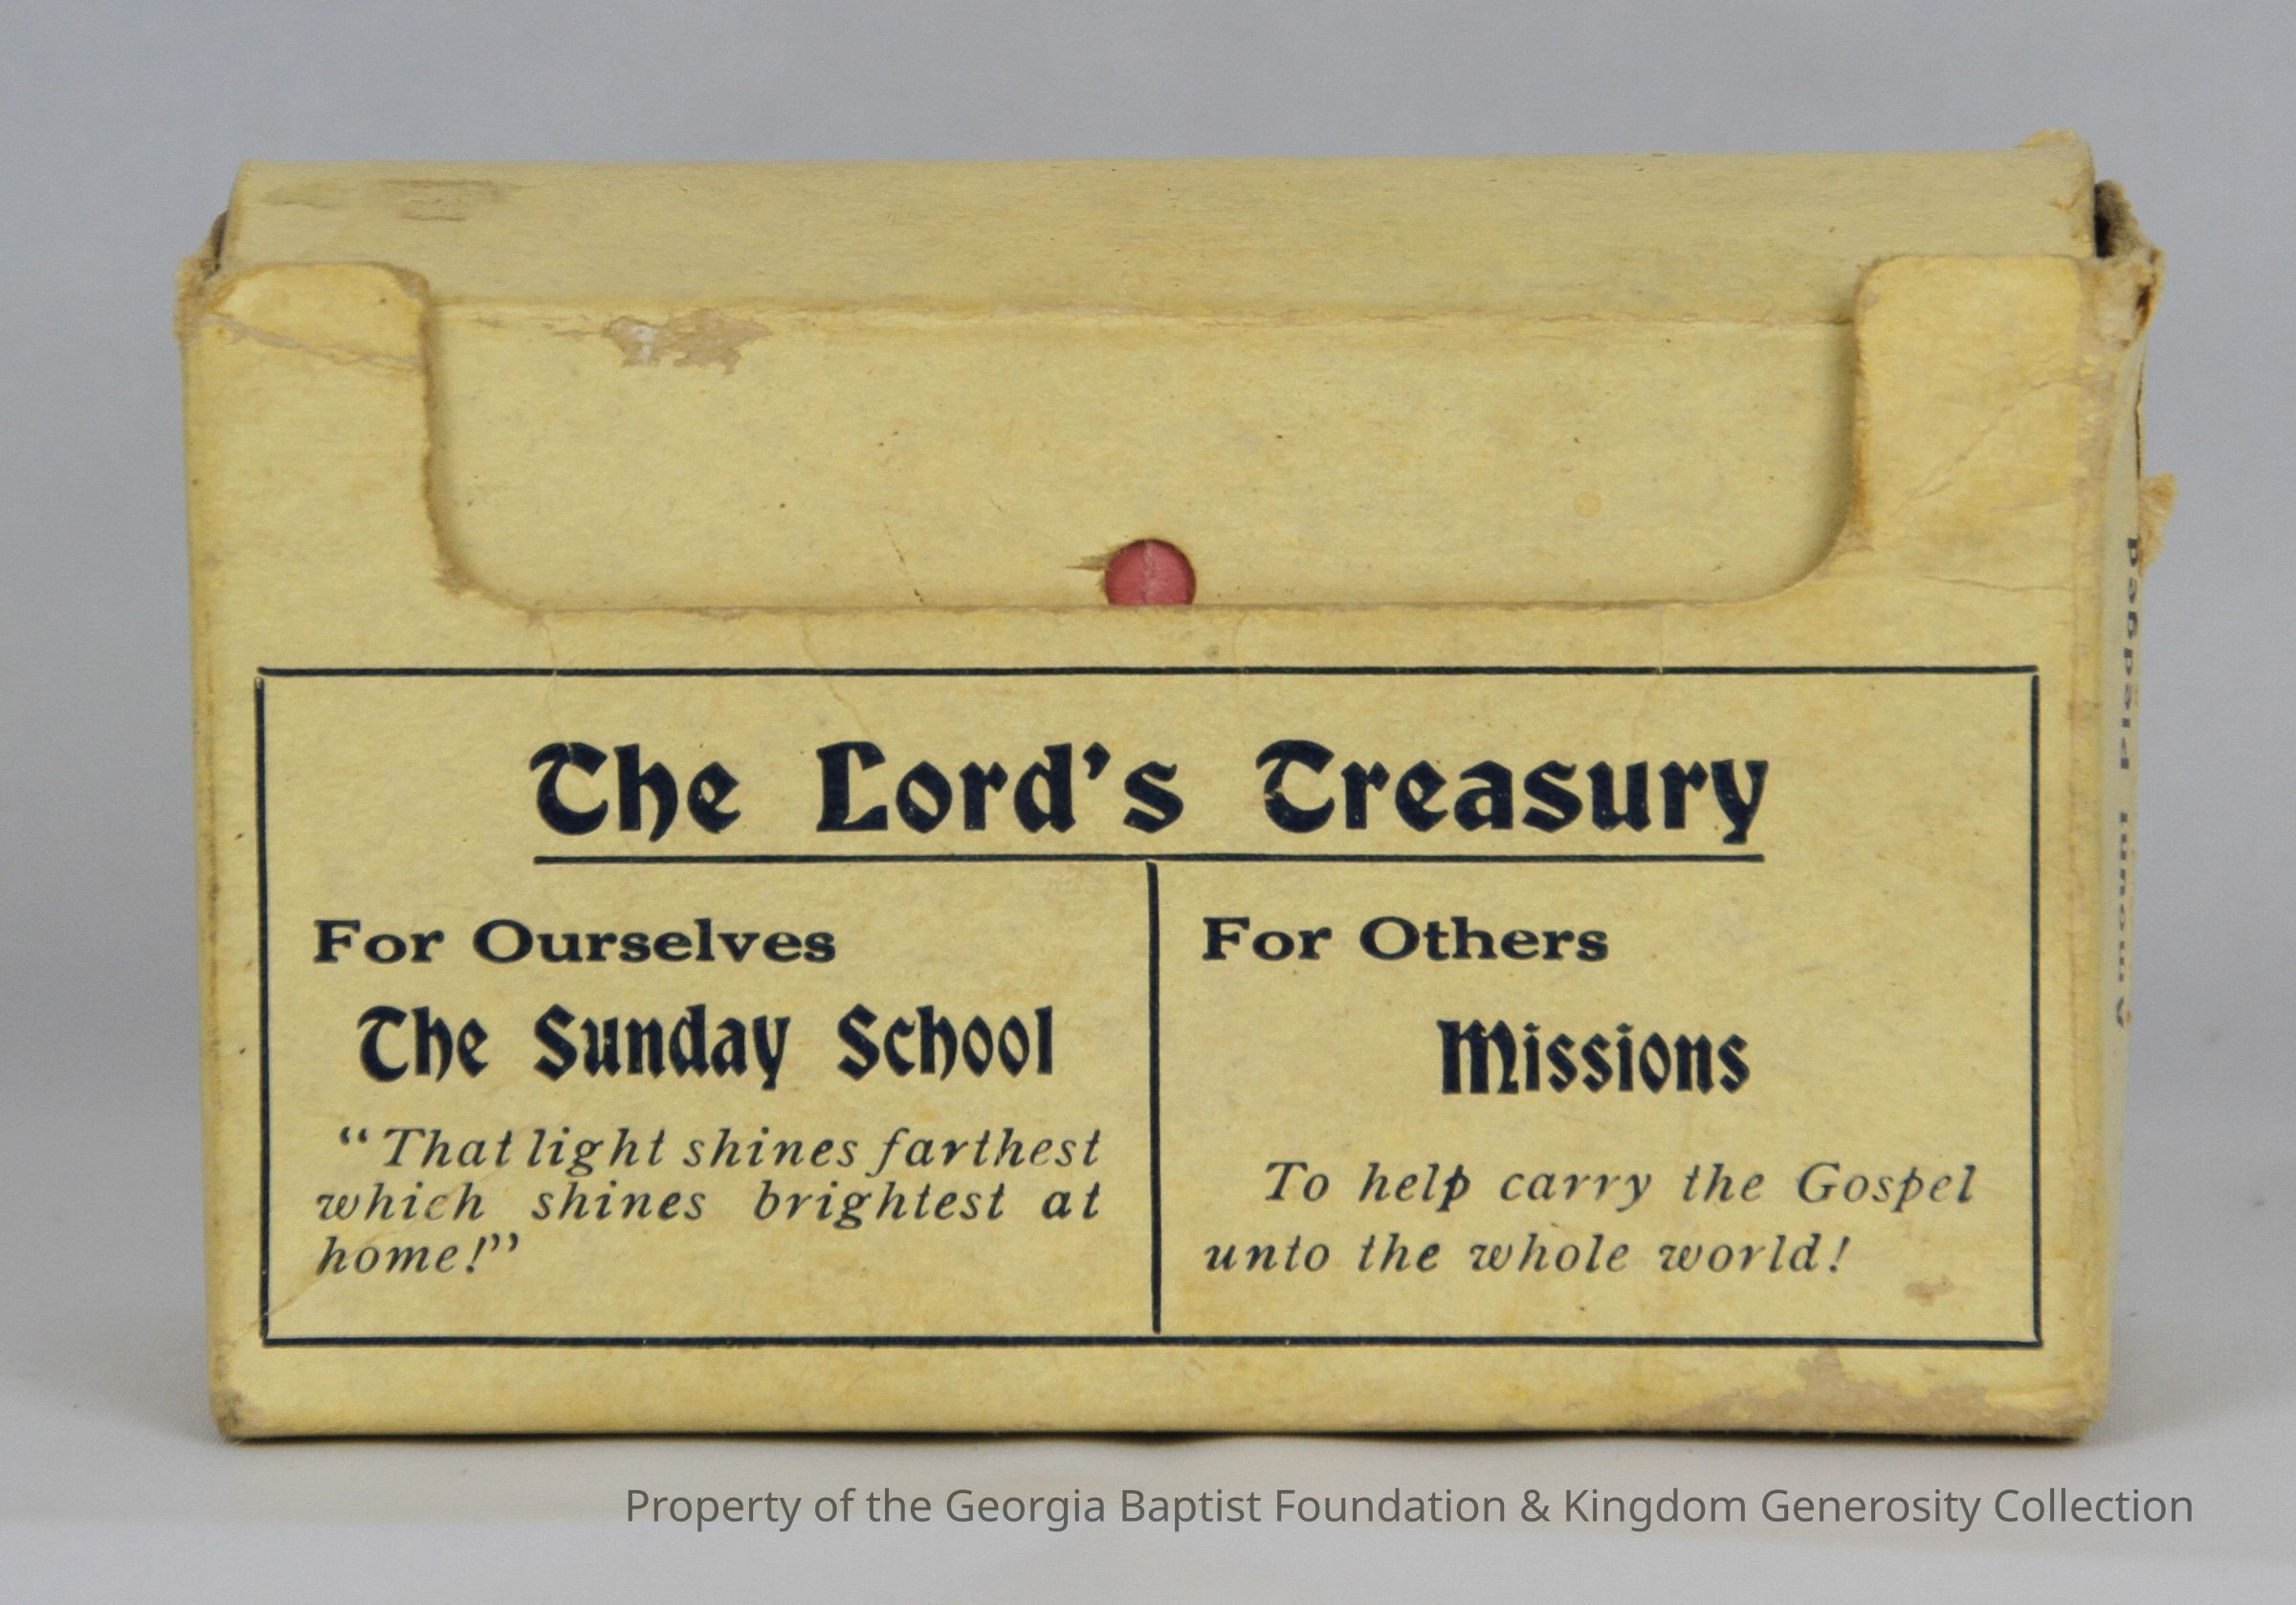 The Lord's Treasury
For Ourselves
The Sunday School
"That light shines farthest
which shines brightest at
home!"
For Others
Missions
To help carry the Gospel
unto the whole world!
Amount Pledged
Property of the Georgia Baptist Foundation & Kingdom Generosity Collection